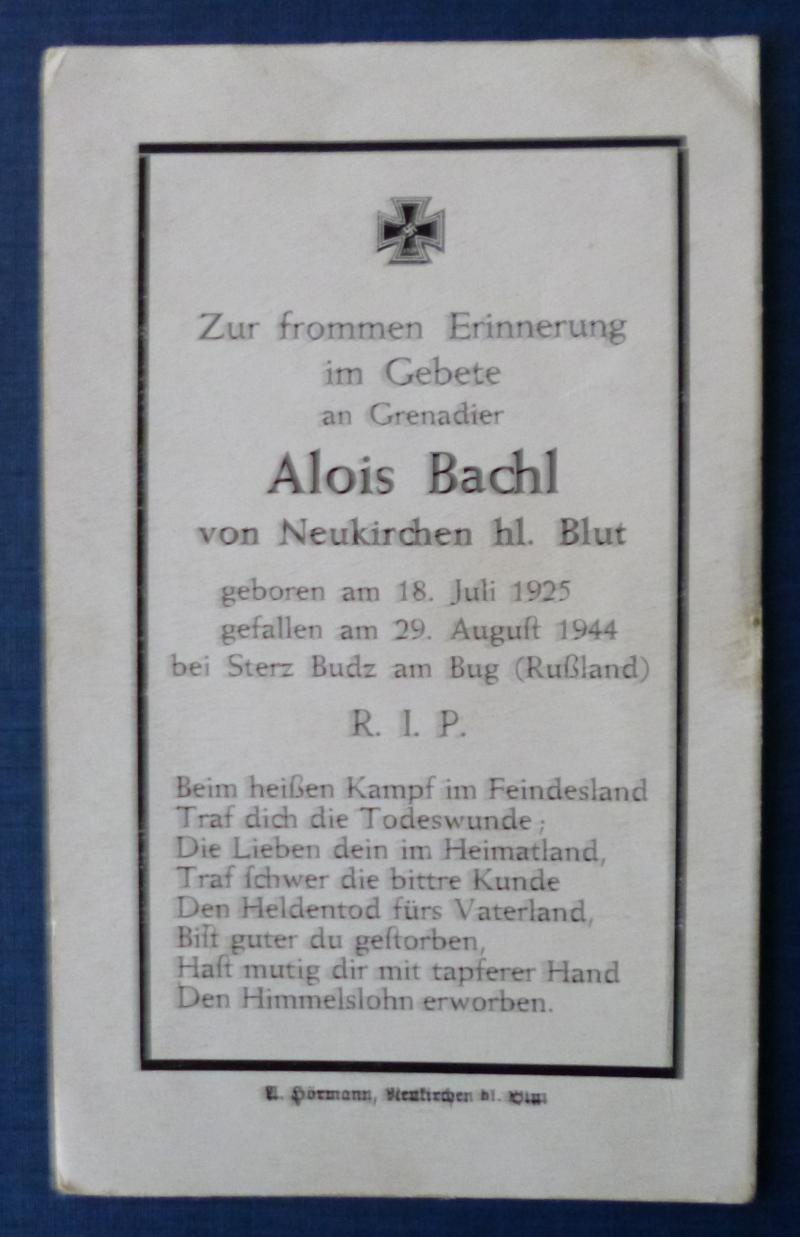 Zur frommen Erinnerung
im Gebete
an Grenadier
Alois Bachl
von Neukirchen hl. Blut
geboren am 18. Juli 1925
gefallen am 29. Auguſt 1944
bei Sterz Budz am Bug (Rußland)
R. I. P.
Beim heißen Kampf im Feindesland
Traf dich die Todeswunde;
Die Lieben dein im Heimatland,
Traf ſchwer die bittre Kunde
Den Heldentod fürs Vaterland,
Biſt guter du geſtorben,
Haſt mutig dir mit tapferer Hand
Den Himmelslohn erworben.
Hörmann, Neukirchen hl. Blut